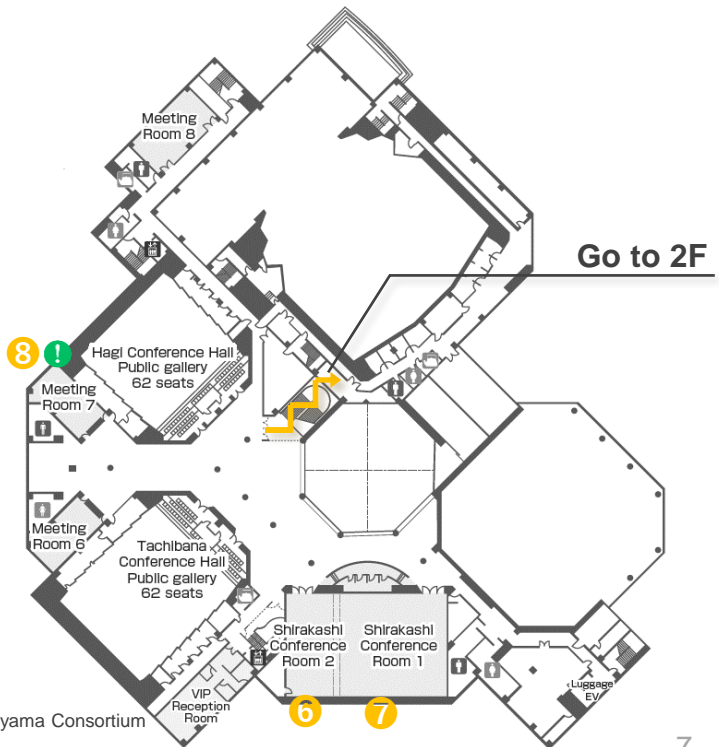 Meeting
Room 8
Go to 2F
8
!
Hagi Conference Hall
Public gallery
62 seats
Meeting
Room 7
Meeting
Room 6
Tachibana
Conference Hall
Public gallery
62 seats
Shirakashi
Conference
Room 2
Shirakashi
Conference
Room 1
VIP
Reception
Room
Luggage
EV
6
7
yama Consortium
7